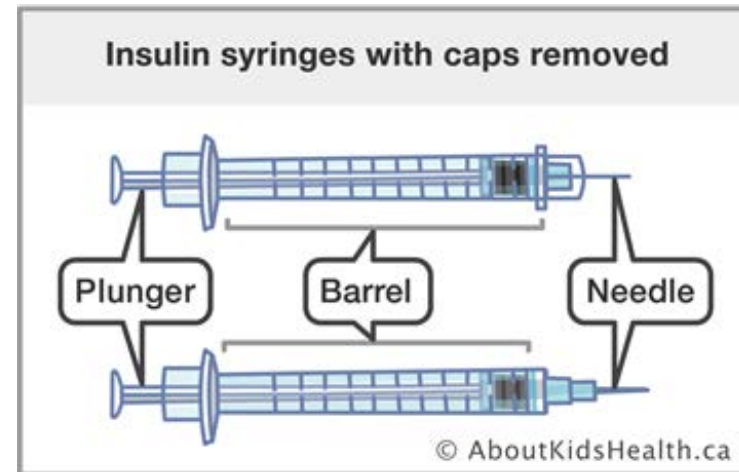 Insulin syringes with caps removed
Plunger
Barrel
Needle
© AboutKidsHealth.ca